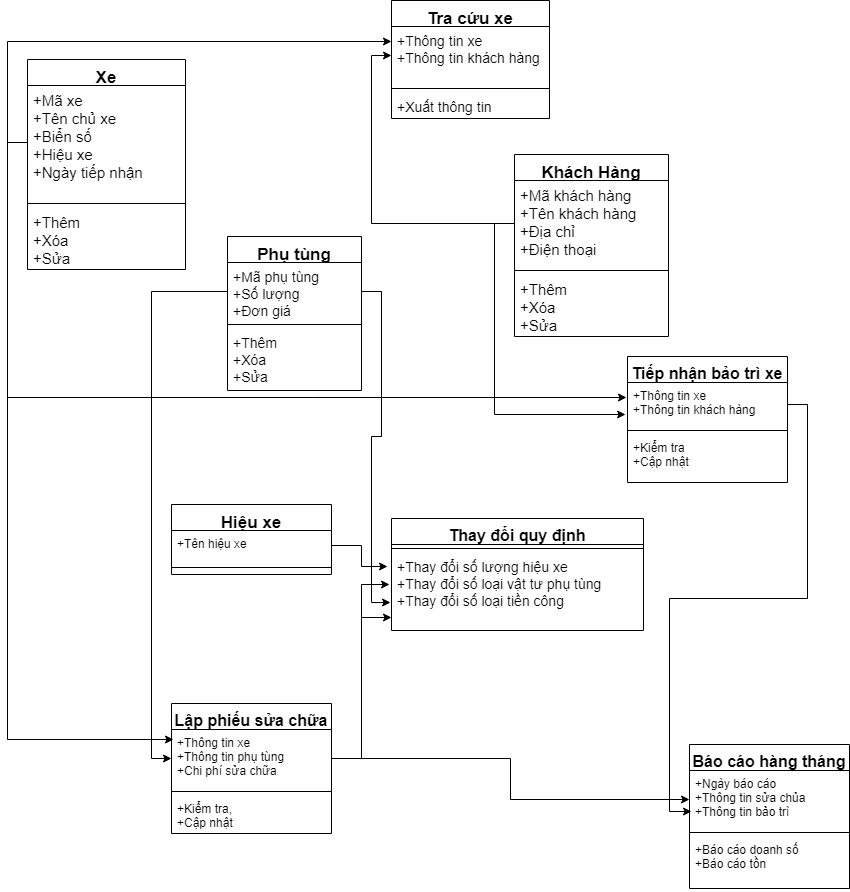 Tra cứu xe
+Thông tin xe
+Thông tin khách hàng
+Xuất thông tin
Xe
+Mã xe
+Tên chủ xe
+Biển số
+Hiệu xe
+Ngày tiếp nhận
+Thêm
+Xóa
+Sửa
Khách Hàng
+Mã khách hàng
+Tên khách hàng
+Địa chỉ
+Điện thoại
+Thêm
+Xóa
+Sửa
Phụ tùng
+Mã phụ tùng
+Số lượng
+Đơn giá
+Thêm
+Xóa
+Sửa
Tiếp nhận bảo trì xe
+Thông tin xe
+Thông tin khách hàng
+Kiểm tra
+Cập nhật
Hiệu xe
+Tên hiệu xe
Thay đổi quy định
+Thay đổi số lượng hiệu xe
+Thay đổi số loại vật tư phụ tùng
+Thay đổi số loại tiền công
Lập phiếu sửa chữa
+Thông tin xe
+Thông tin phụ tùng
+Chi phí sửa chữa
+Kiểm tra,
+Cập nhật
Báo cáo hàng tháng
+Ngày báo cáo
+Thông tin sửa chủa
+Thông tin bảo trì
+Báo cáo doanh số
+Báo cáo tồn